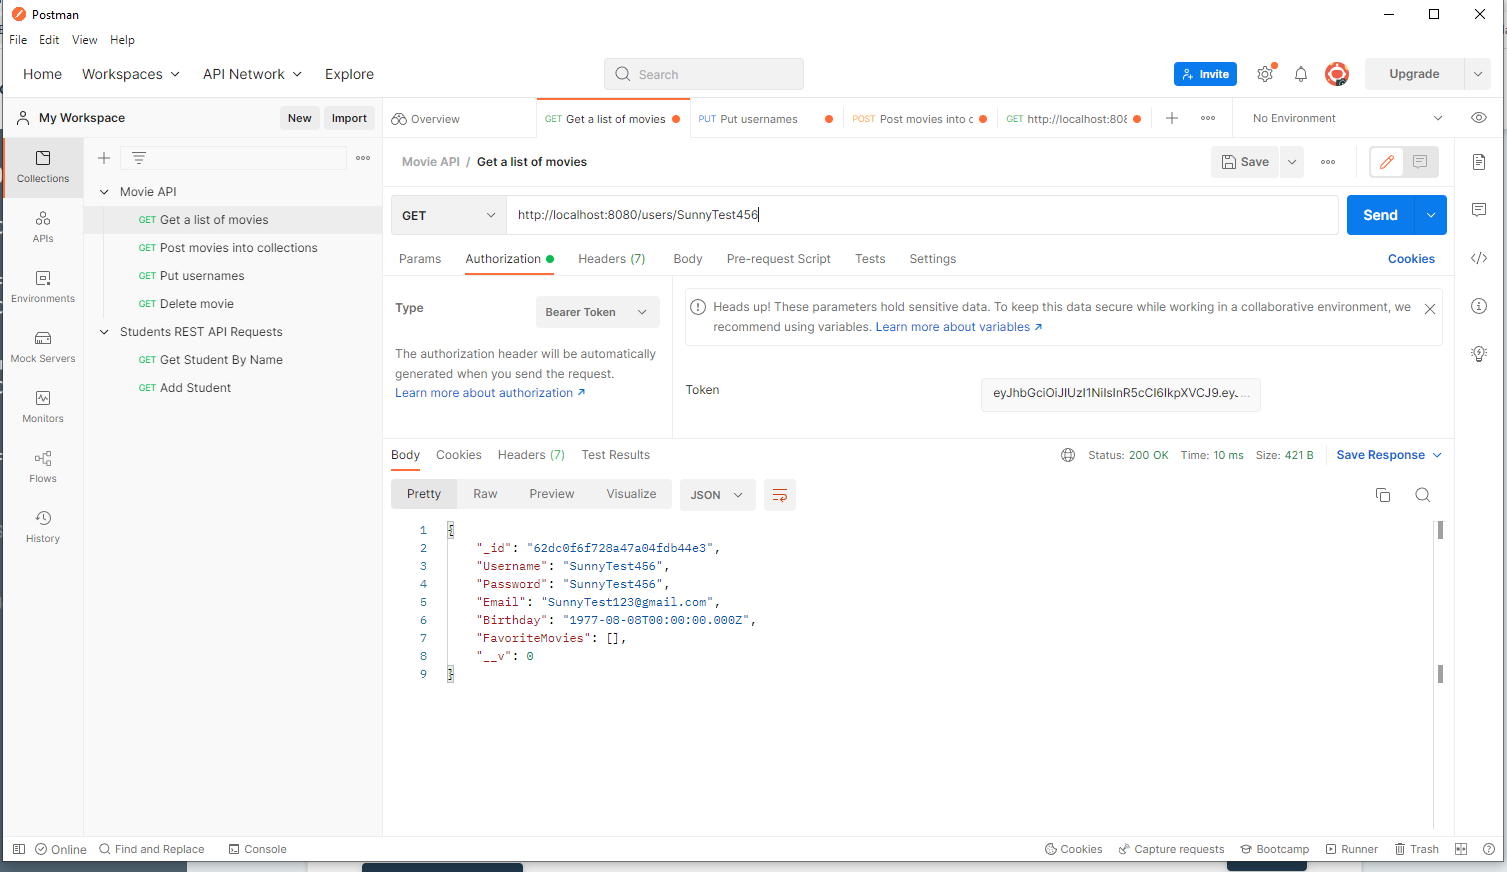 Postman
File Edit View Help
Home Workspaces API Network Explore Search Invite Upgrade
My Workspace New Import
Overview GET Get a list of movies PUT Put usernames POST Post movies into c GET http://localhost:808 No Environment
Collections
APIs
Environments
Mock Servers
Monitors
Flows
History
Movie API
GET Get a list of movies
GET Post movies into collections
GET Put usernames
GET Delete movie
Students REST API Requests
GET Get Student By Name
GET Add Student
Movie API / Get a list of movies Save
GET http://localhost:8080/users/SunnyTest456 Send
Params Authorization Headers (7) Body Pre-request Script Tests Settings Cookies
Type Bearer Token
The authorization header will be automatically
generated when you send the request.
Learn more about authorization ↗
Heads up! These parameters hold sensitive data. To keep this data secure while working in a collaborative environment, we
recommend using variables. Learn more about variables ↗
Token eyJhbGciOiJIUzI1NiIsInR5cCI6IkpXVCJ9.eyJ ...
Body Cookies Headers (7) Test Results Status: 200 OK Time: 10 ms Size: 421 B Save Response
Pretty Raw Preview Visualize JSON
1 {
2 "_id": "62dc0f6f728a47a04fdb44e3",
3 "Username": "SunnyTest456",
4 "Password": "SunnyTest456",
5 "Email": "SunnyTest123@gmail.com",
6 "Birthday": "1977-08-08T00:00:00.000Z",
7 "FavoriteMovies": [],
8 "__v": 0
9 }
Online Find and Replace Console Cookies Capture requests Bootcamp Runner Trash